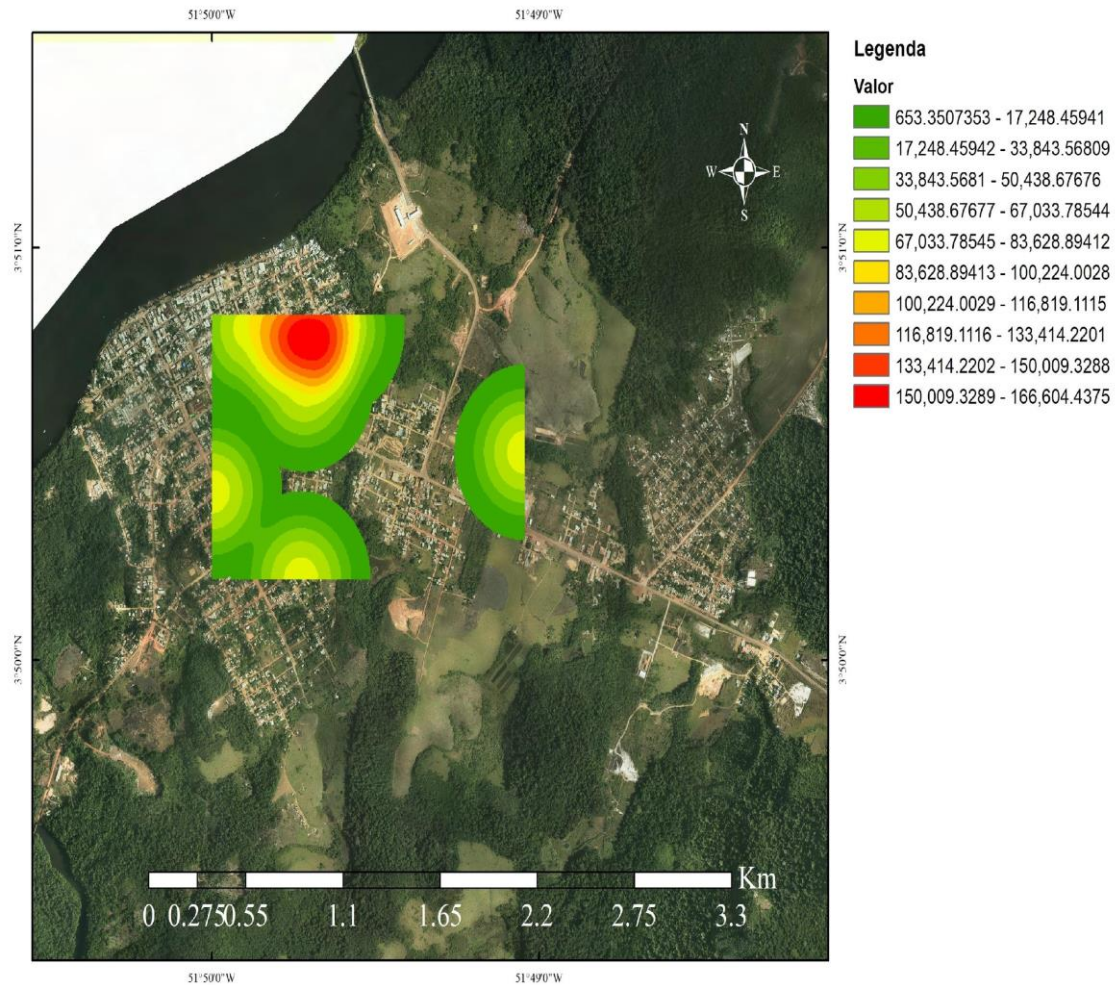 51°50'0"W 51°49'0"W
Legenda
Valor
653.3507353 - 17,248.45941
17,248.45942 - 33,843.56809
33,843.5681 - 50,438.67676
50,438.67677 - 67,033.78544
67,033.78545 - 83,628.89412
83,628.89413 - 100,224.0028
100,224.0029 - 116,819.1115
116,819.1116 - 133,414.2201
133,414.2202 - 150,009.3288
150,009.3289 - 166,604.4375
N
W E
S
3°51'0"N 3°51'0"N
3°50'0"N 3°50'0"N
Km
0 0.275 0.55 1.1 1.65 2.2 2.75 3.3
51°50'0"W 51°49'0"W